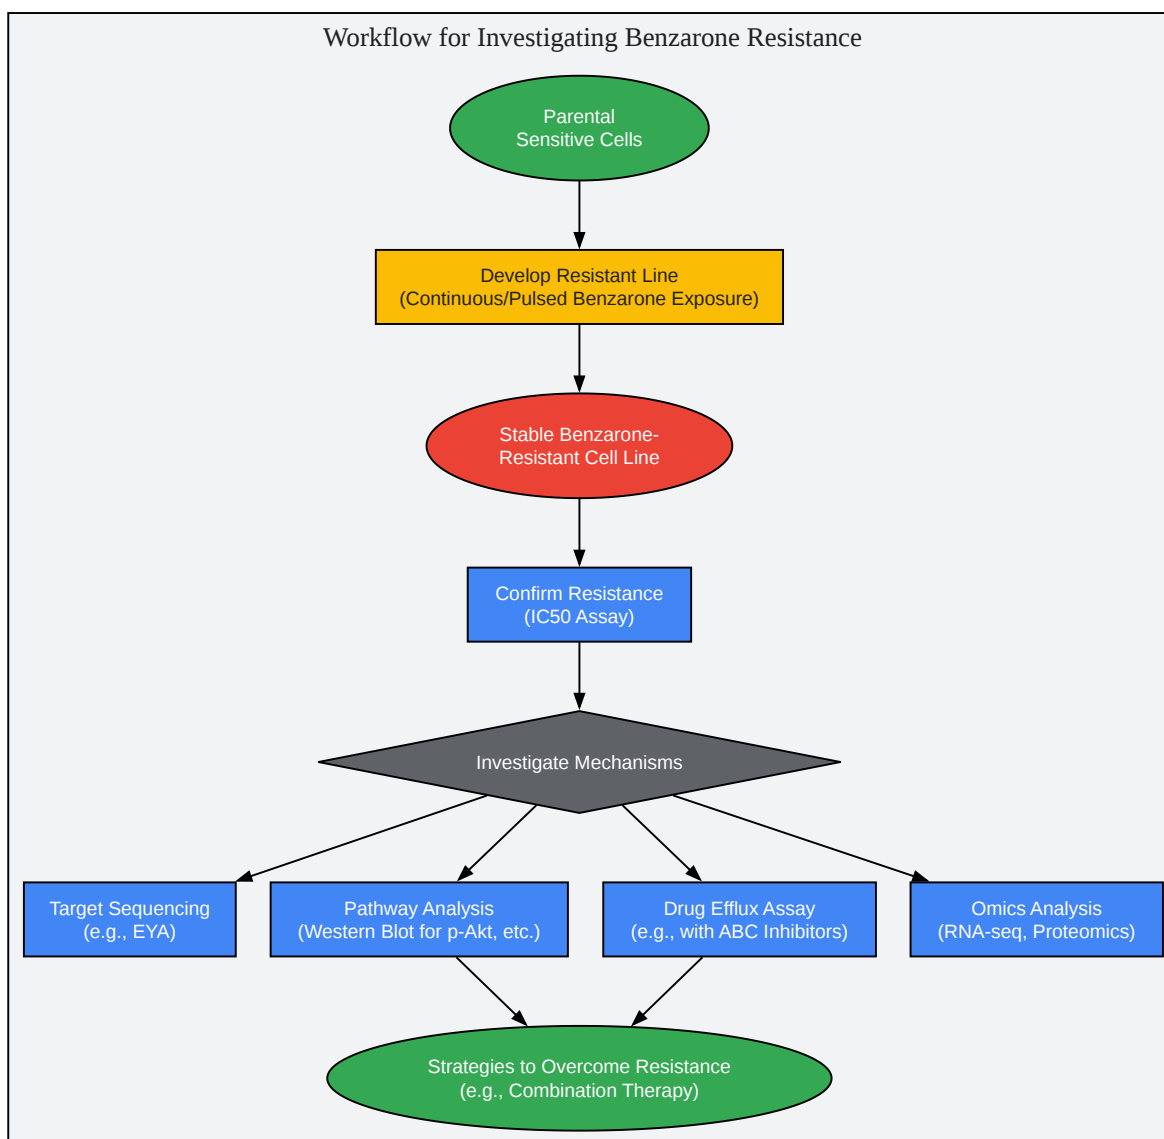 Workflow for Investigating Benzarone Resistance
Parental
Sensitive Cells
Develop Resistant Line
(Continuous/Pulsed Benzarone Exposure)
Stable Benzarone-
Resistant Cell Line
Confirm Resistance
(IC50 Assay)
Investigate Mechanisms
Target Sequencing
(e.g., EYA)
Pathway Analysis
(Western Blot for p-Akt, etc.)
Drug Efflux Assay
(e.g., with ABC Inhibitors)
Omics Analysis
(RNA-seq, Proteomics)
Strategies to Overcome Resistance
(e.g., Combination Therapy)